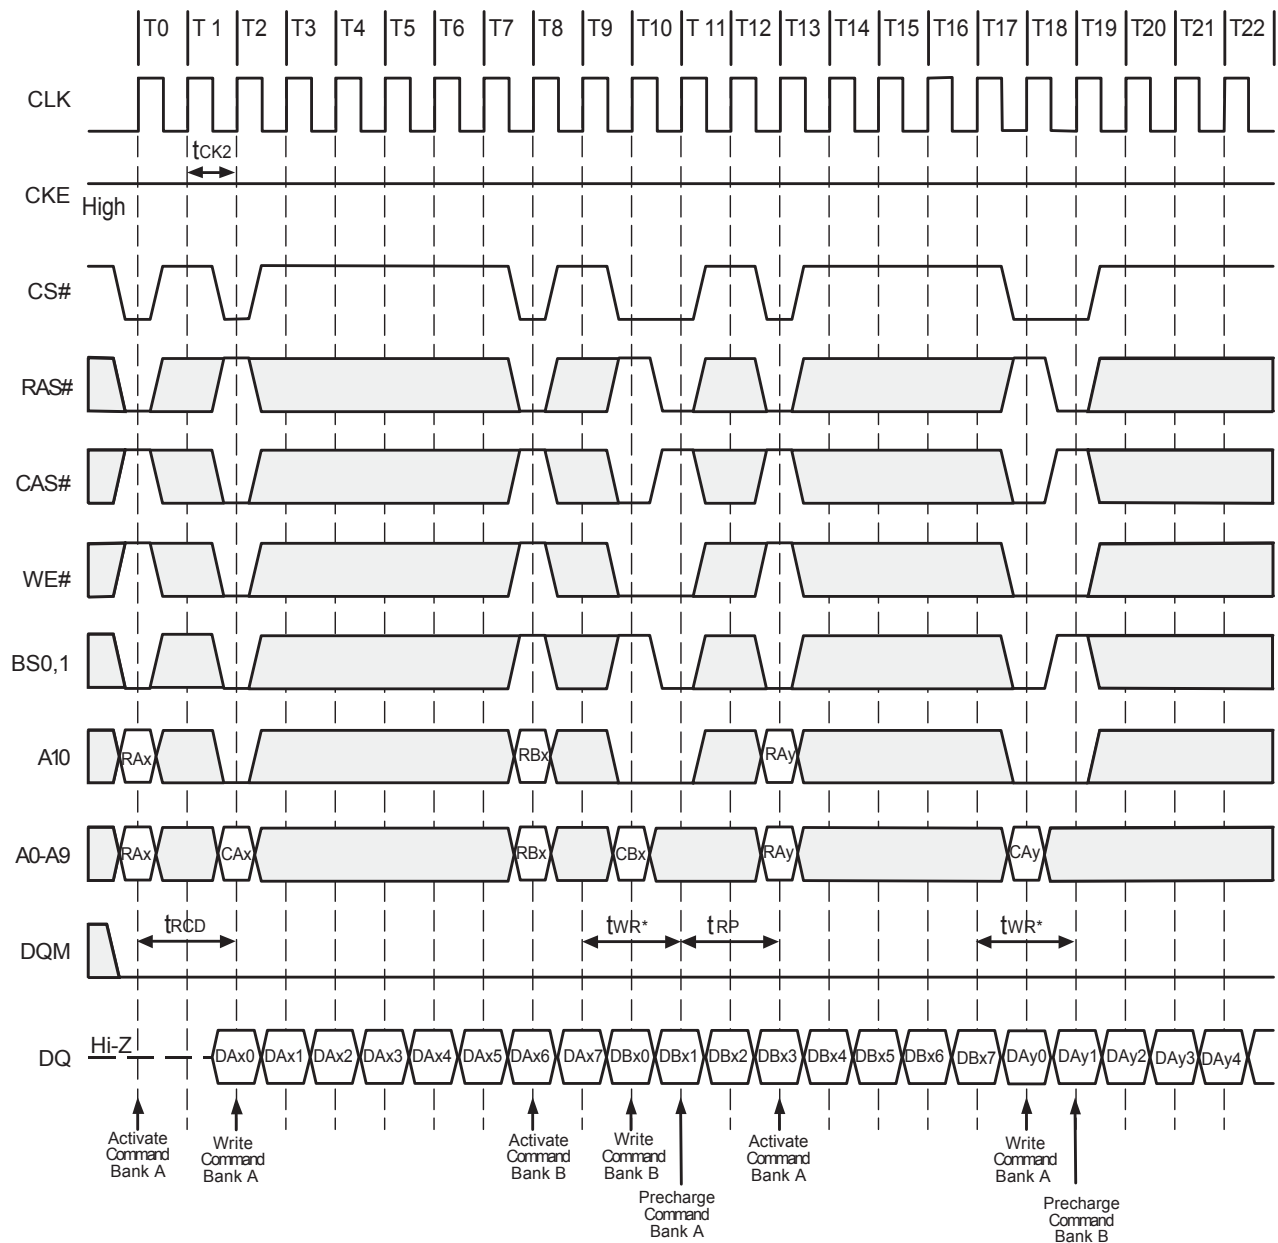 T0 T 1 T2 T3 T4 T5 T6 T7 T8 T9 T10 T 11 T12 T13 T14 T15 T16 T17 T18 T19 T20 T21 T22
CLK
tCK2
CKE
High
CS#
RAS#
CAS#
WE#
BS0,1
A10 RAx RBx RAy
A0-A9 RAx CAx RBx CBx RAy CAy
DQM tRCD tWR* tRP tWR*
DQ Hi-Z DAx0 DAx1 DAx2 DAx3 DAx4 DAx5 DAx6 DAx7 DBx0 DBx1 DBx2 DBx3 DBx4 DBx5 DBx6 DBx7 DAy0 DAy1 DAy2 DAy3 DAy4
Activate
Command
Bank A
Write
Command
Bank A
Activate
Command
Bank B
Write
Command
Bank B
Precharge
Command
Bank A
Activate
Command
Bank A
Write
Command
Bank A
Precharge
Command
Bank B